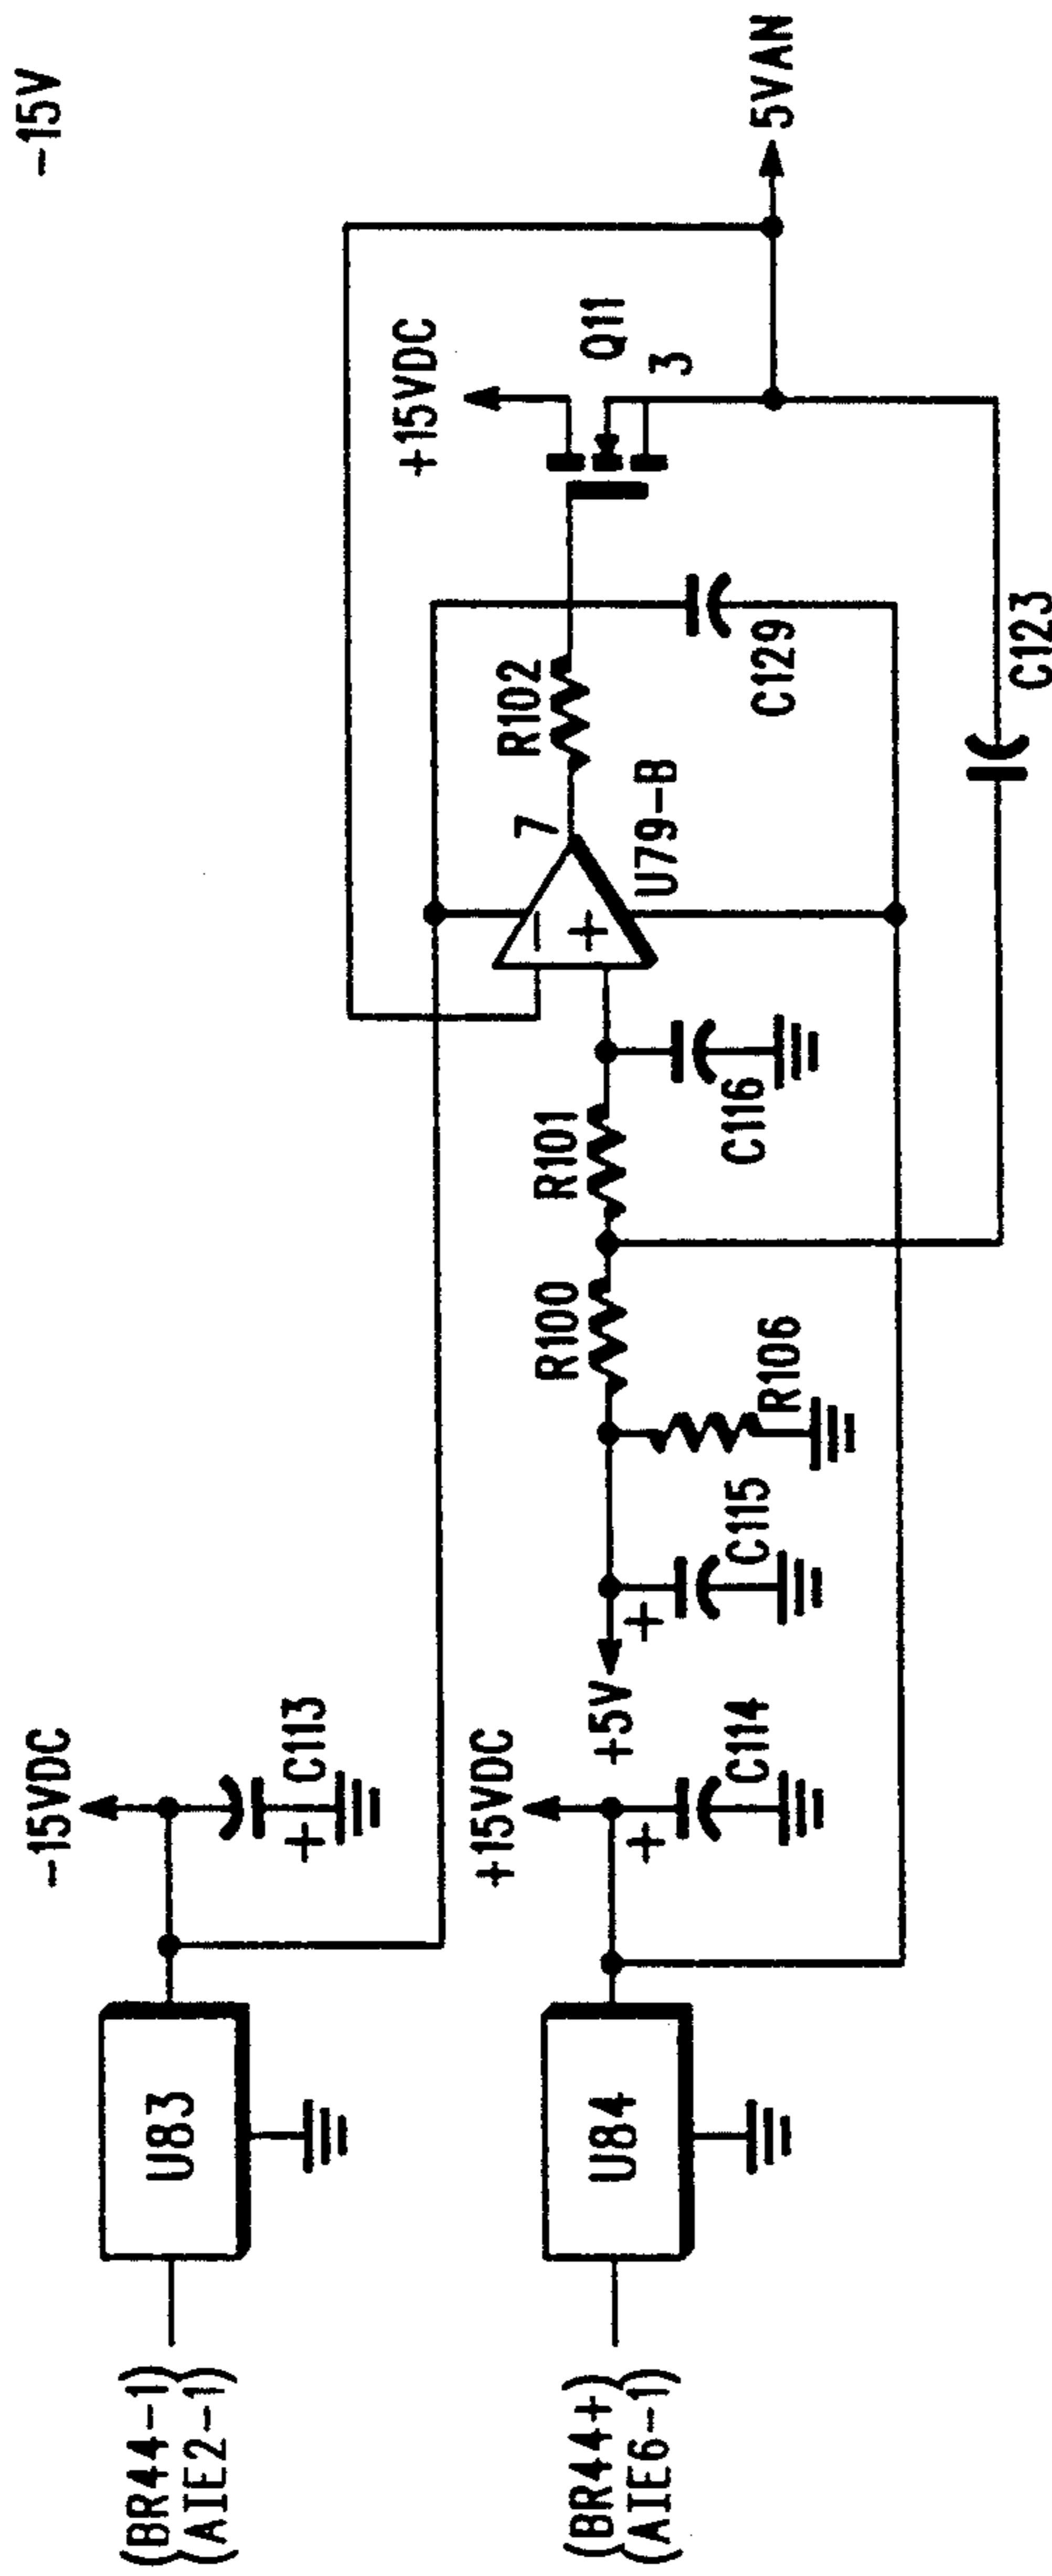 -15V
(BR44-1)
(AIE2-1)
U83
-15VDC
+
C113
(BR44+)
(AIE6-1)
U84
+15VDC
+
C114
+5V
+
C115
R106
R100
R101
C116
-
+
7
U79-B
R102
C129
+15VDC
Q11
3
C123
5VAN